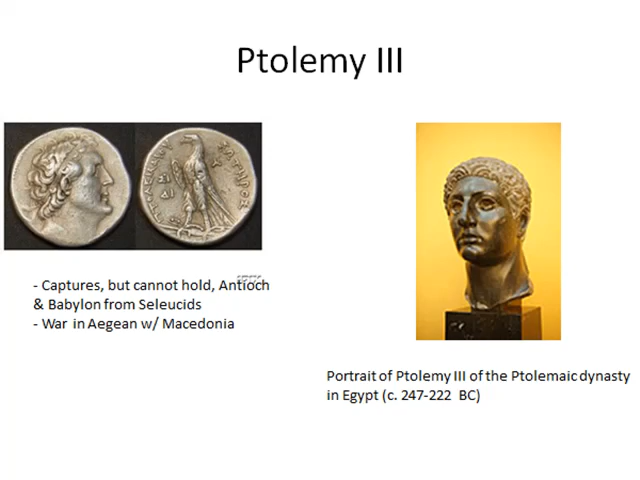 Ptolemy III
- Captures, but cannot hold, Antioch
& Babylon from Seleucids
- War in Aegean w/ Macedonia
Portrait of Ptolemy III of the Ptolemaic dynasty
in Egypt (c. 247-222 BC)